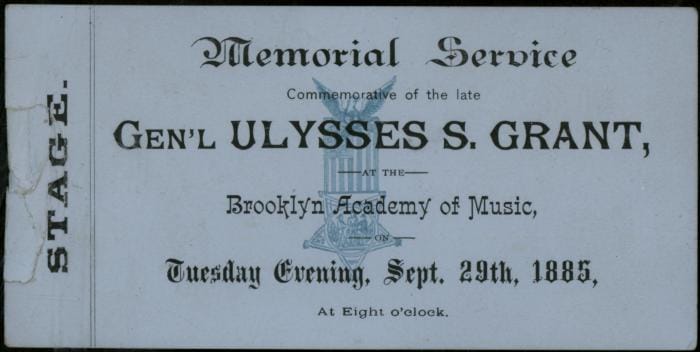 STAGE.
Memorial Service
Commemorative of the late
GEN'L ULYSSES S. GRANT,
—AT THE—
Brooklyn Academy of Music,
—ON—
Tuesday Evening, Sept. 29th, 1885,
At Eight o'clock.